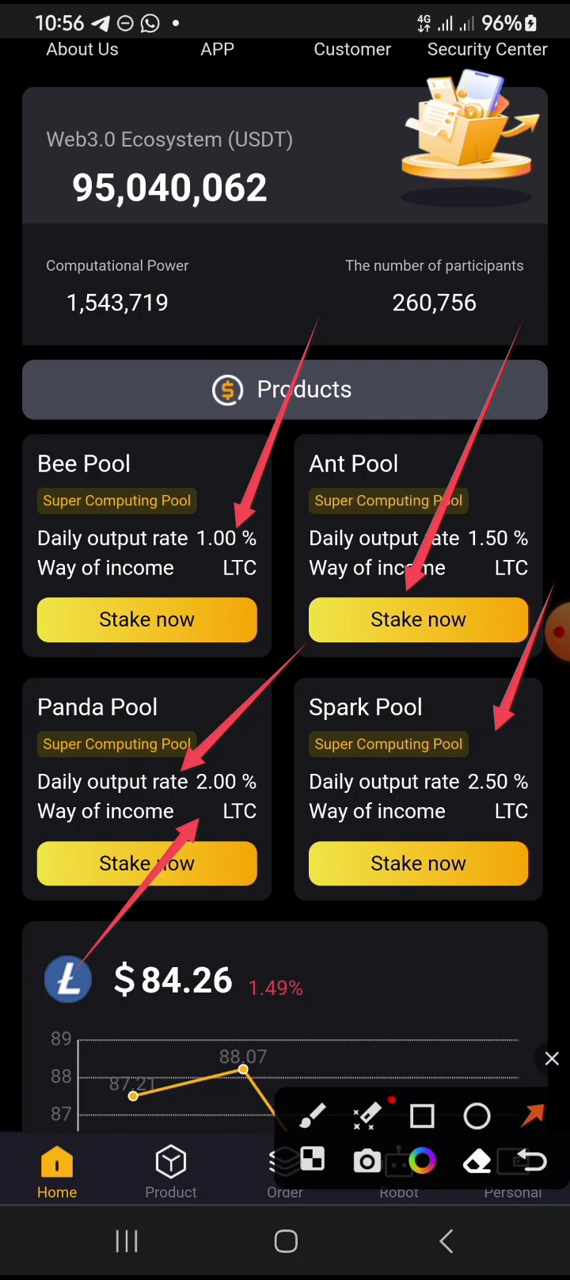 10:56
4G
96%
About Us
APP
Customer
Security Center
Web3.0 Ecosystem (USDT)
95,040,062
Computational Power
The number of participants
1,543,719
260,756
Products
Bee Pool
Super Computing Pool
Daily output rate 1.00 %
Way of income LTC
Stake now
Ant Pool
Super Computing Pool
Daily output rate 1.50 %
Way of income LTC
Stake now
Panda Pool
Super Computing Pool
Daily output rate 2.00 %
Way of income LTC
Stake now
Spark Pool
Super Computing Pool
Daily output rate 2.50 %
Way of income LTC
Stake now
$84.26 1.49%
89
88.07
88
87.21
87
Home
Product
Order
Robot
Personal